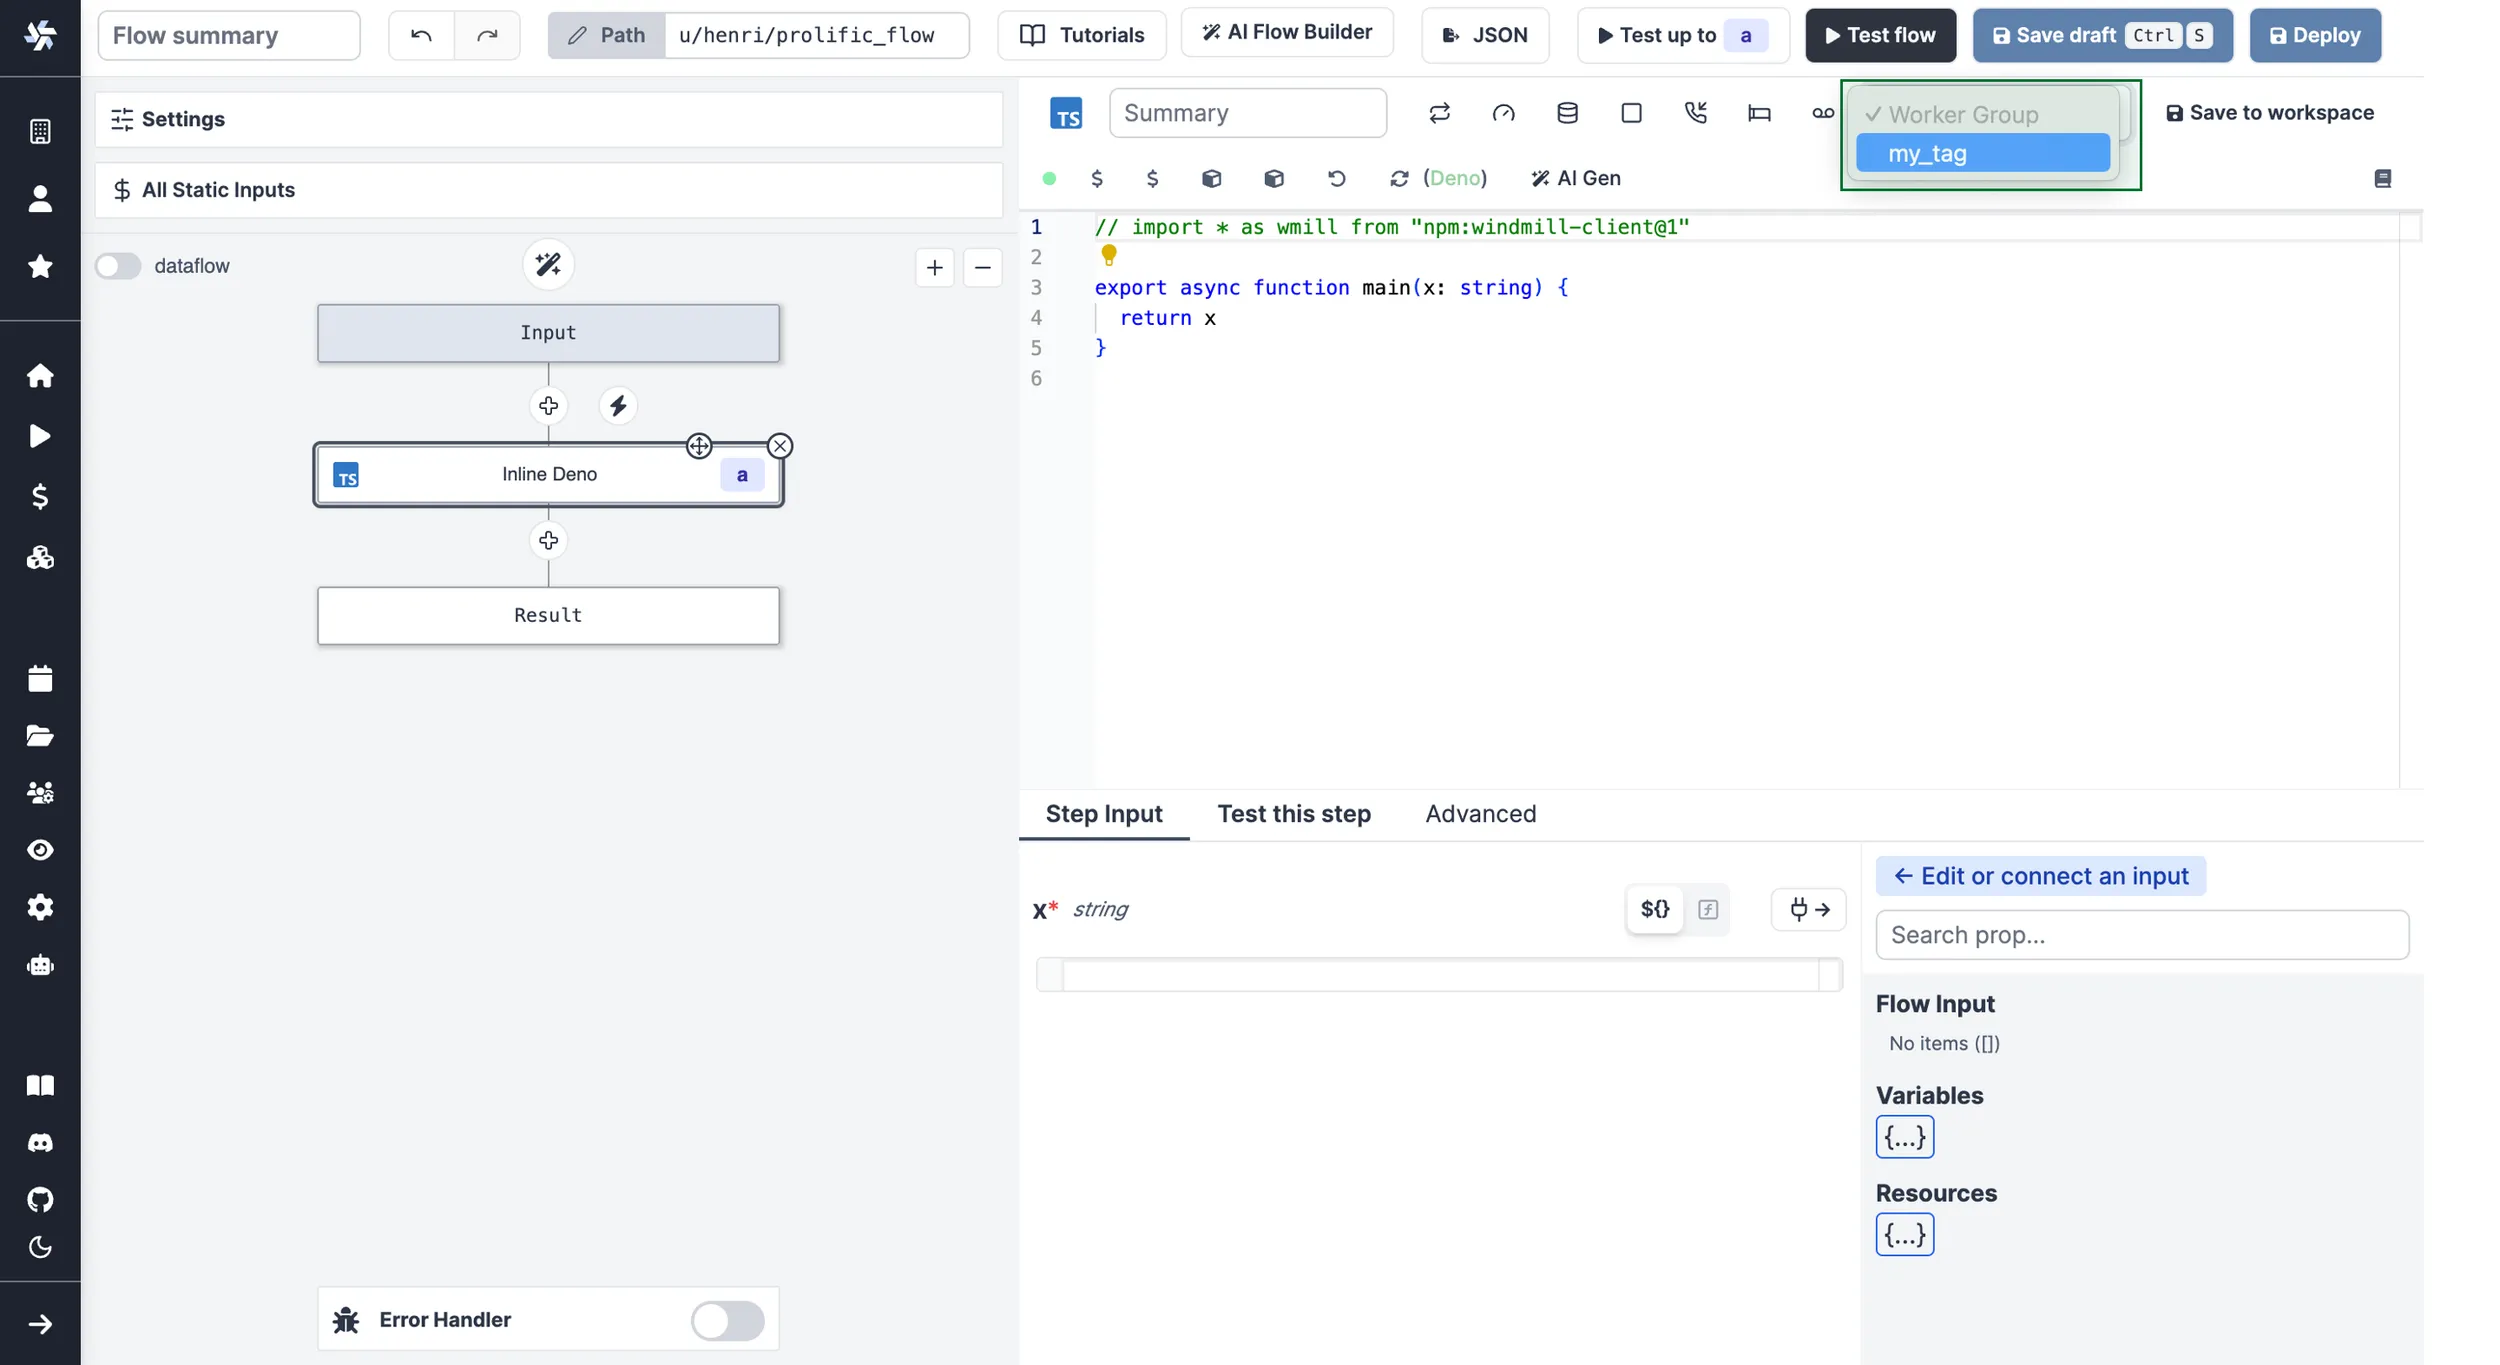 Flow summary
Path u/henri/prolific_flow
Tutorials
AI Flow Builder
JSON
Test up to a
Test flow
Save draft Ctrl S
Deploy
Settings
All Static Inputs
dataflow
Input
TS Inline Deno a
Result
Error Handler
TS Summary
✓ Worker Group
my_tag
Save to workspace
(Deno)
AI Gen
1 // import * as wmill from "npm:windmill-client@1"
2
3 export async function main(x: string) {
4 return x
5 }
6
Step Input Test this step Advanced
x* string
${}
← Edit or connect an input
Search prop...
Flow Input
No items ([])
Variables
{...}
Resources
{...}